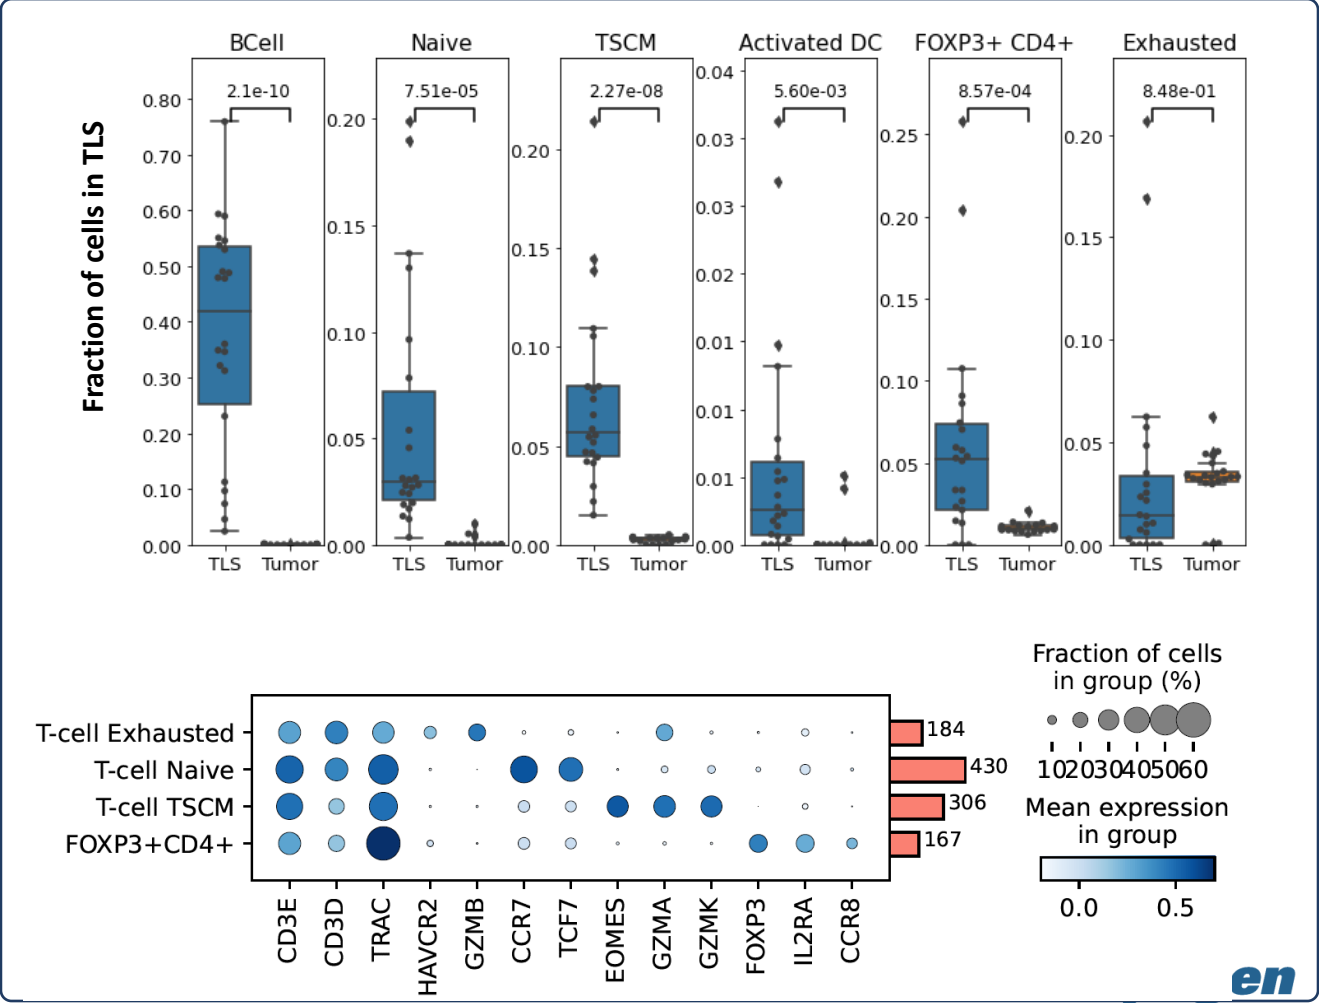 BCell Naive TSCM Activated DC FOXP3+ CD4+ Exhausted
Fraction of cells in TLS
2.1e-10
0.80
0.70
0.60
0.50
0.40
0.30
0.20
0.10
0.00
TLS Tumor
7.51e-05
0.20
0.15
0.10
0.05
0.00
TLS Tumor
2.27e-08
0.20
0.15
0.10
0.05
0.00
TLS Tumor
5.60e-03
0.04
0.03
0.03
0.02
0.01
0.01
0.01
0.00
TLS Tumor
8.57e-04
0.25
0.20
0.15
0.10
0.05
0.00
TLS Tumor
8.48e-01
0.20
0.15
0.10
0.05
0.00
TLS Tumor
T-cell Exhausted 184
T-cell Naive 430
T-cell TSCM 306
FOXP3+CD4+ 167
CD3E
CD3D
TRAC
HAVCR2
GZMB
CCR7
TCF7
EOMES
GZMA
GZMK
FOXP3
IL2RA
CCR8
Fraction of cells
in group (%)
10 20 30 40 50 60
Mean expression
in group
0.0 0.5
en